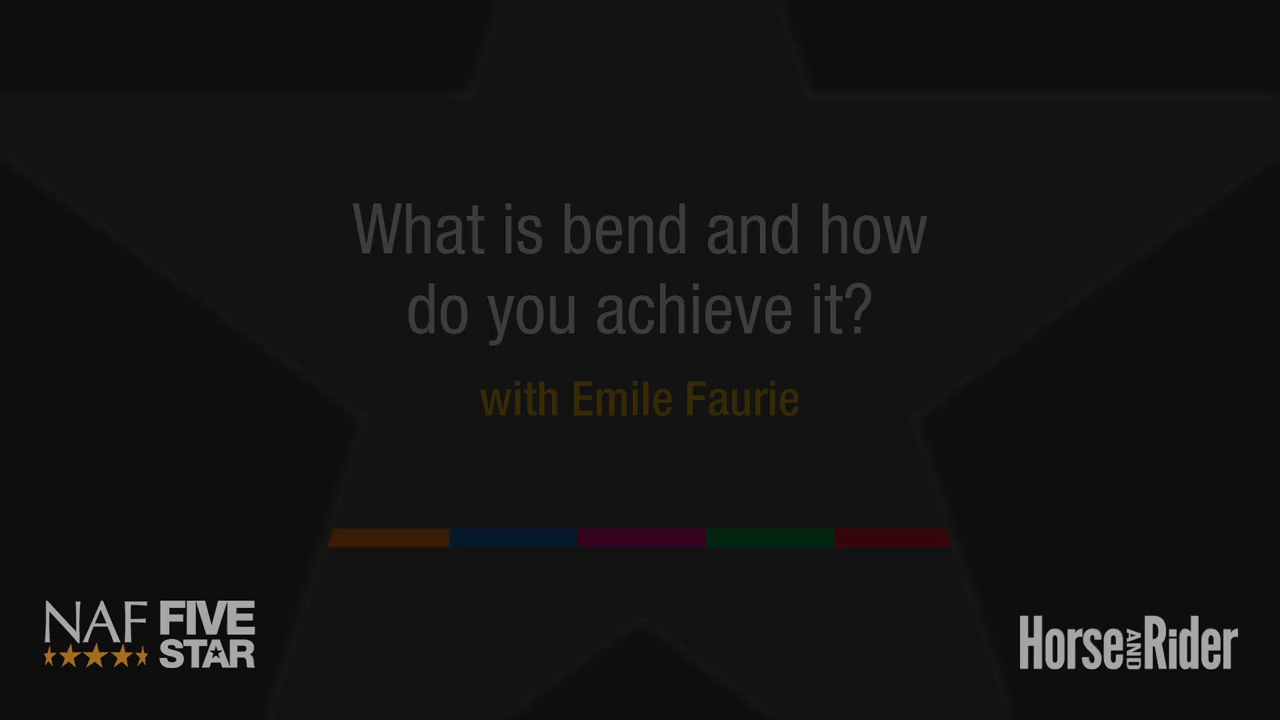 What is bend and how
do you achieve it?
with Emile Faurie
NAF FIVE
STAR
Horse AND Rider